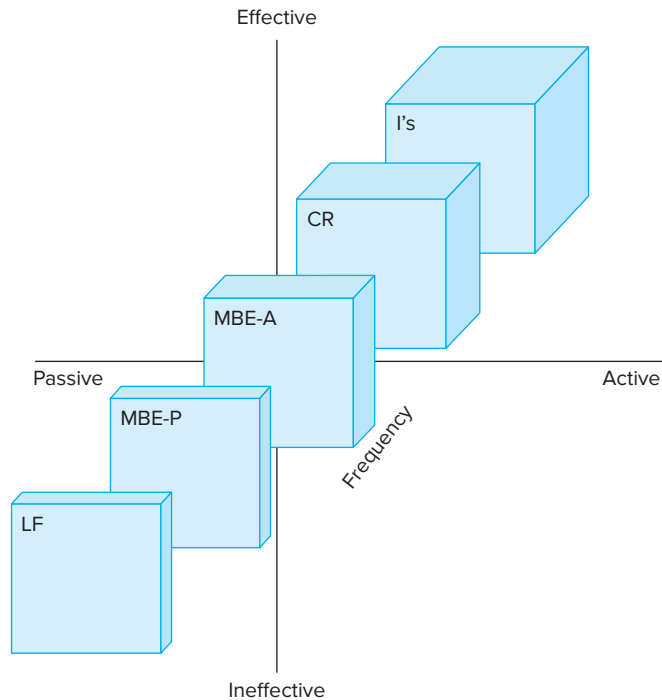 Effective
I's
CR
MBE-A
Passive
Active
MBE-P
Frequency
LF
Ineffective